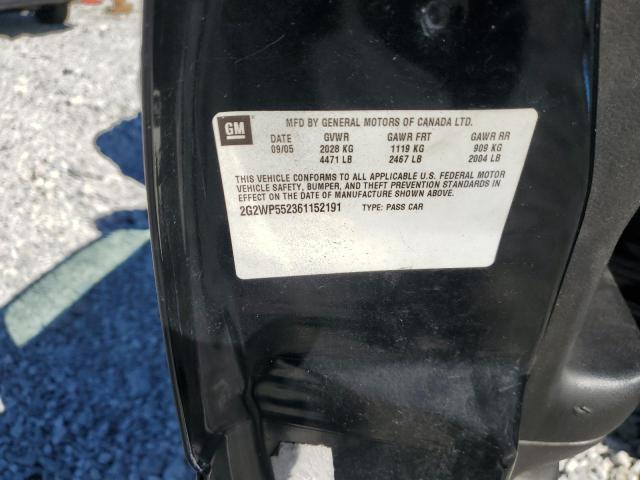 GM
MFD BY GENERAL MOTORS OF CANADA LTD.
DATE GVWR GAWR FRT GAWR RR
09/05 2028 KG 1119 KG 909 KG
4471 LB 2467 LB 2004 LB
THIS VEHICLE CONFORMS TO ALL APPLICABLE U.S. FEDERAL MOTOR
VEHICLE SAFETY, BUMPER, AND THEFT PREVENTION STANDARDS IN
EFFECT ON THE DATE OF MANUFACTURE SHOWN ABOVE.
2G2WP552361152191 TYPE: PASS CAR